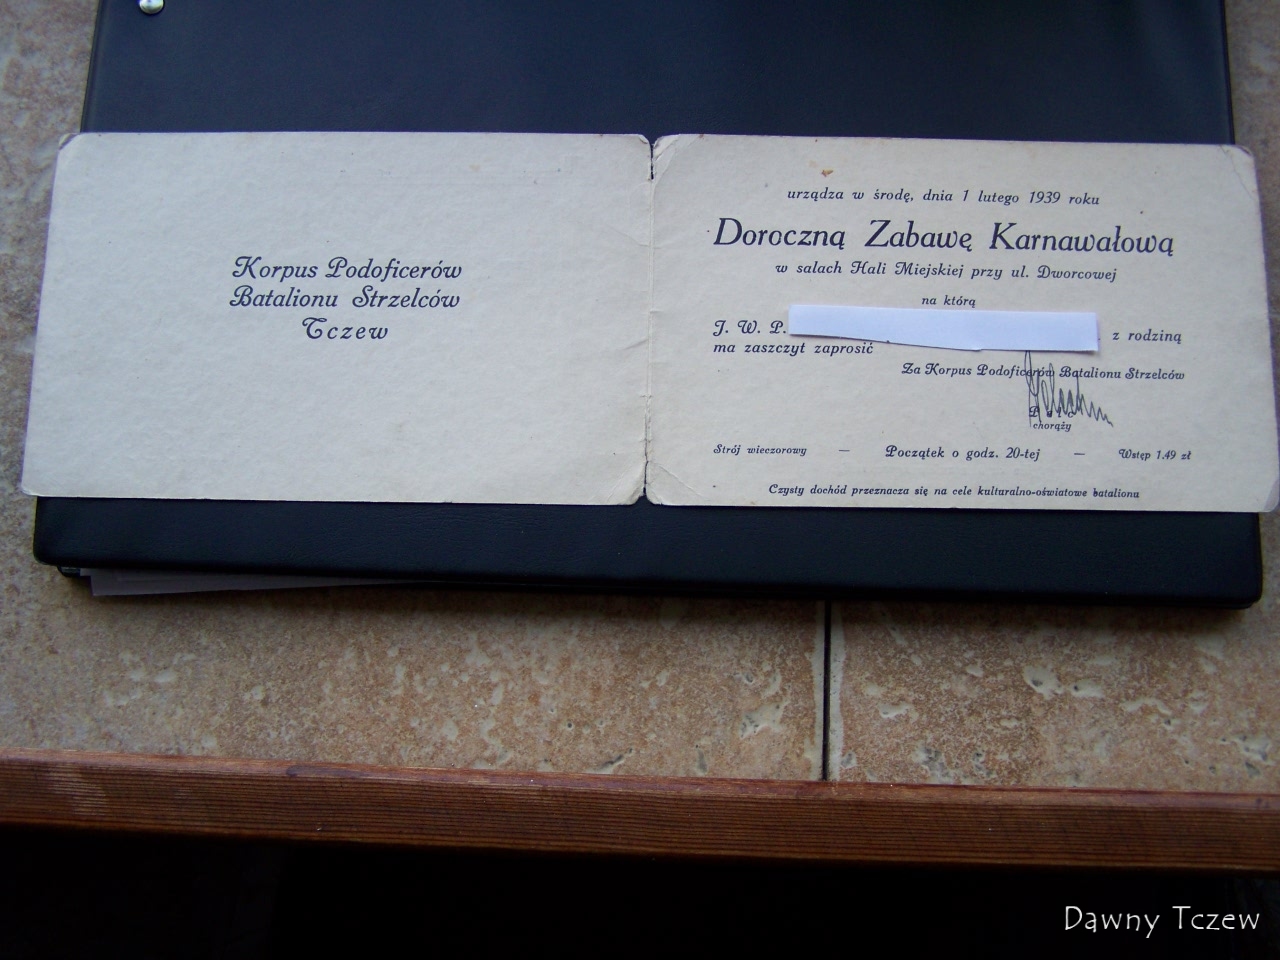 Korpus Podoficerów
Batalionu Strzelców
Tczew
urządza w środę, dnia 1 lutego 1939 roku
Doroczną Zabawę Karnawałową
w salach Hali Miejskiej przy ul. Dworcowej
na którą
J. W. P. z rodziną
ma zaszczyt zaprosić
Za Korpus Podoficerów Batalionu Strzelców
chorąży
Strój wieczorowy — Początek o godz. 20-tej — Wstęp 1.49 zł
Czysty dochód przeznacza się na cele kulturalno-oświatowe batalionu
Dawny Tczew